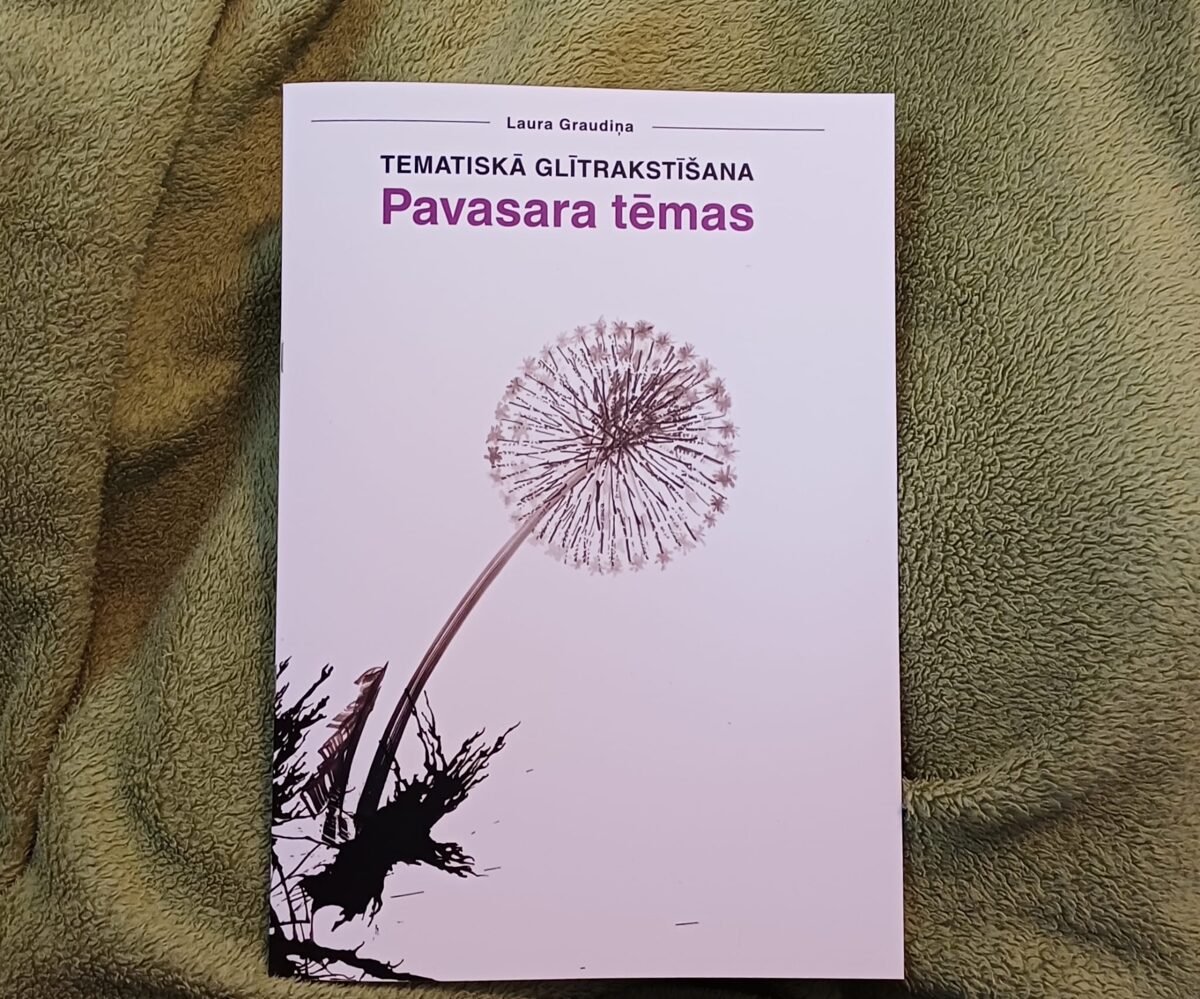 Laura Graudiņa
TEMATISKĀ GLĪTRAKSTĪŠANA
Pavasara tēmas